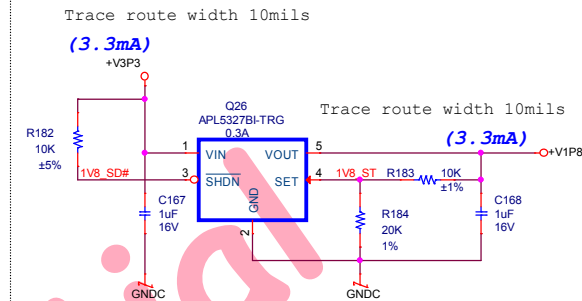 Trace route width 10mils
(3.3mA)
+V3P3
Q26
APL5327BI-TRG
0.3A
Trace route width 10mils
(3.3mA)
R182
10K
±5%
1
VIN
VOUT
5
+V1P8
1V8_SD#
3
SHDN
SET
4
1V8_ST
R183
10K
±1%
GND
2
C167
1uF
16V
R184
20K
1%
C168
1uF
16V
GNDC
GNDC